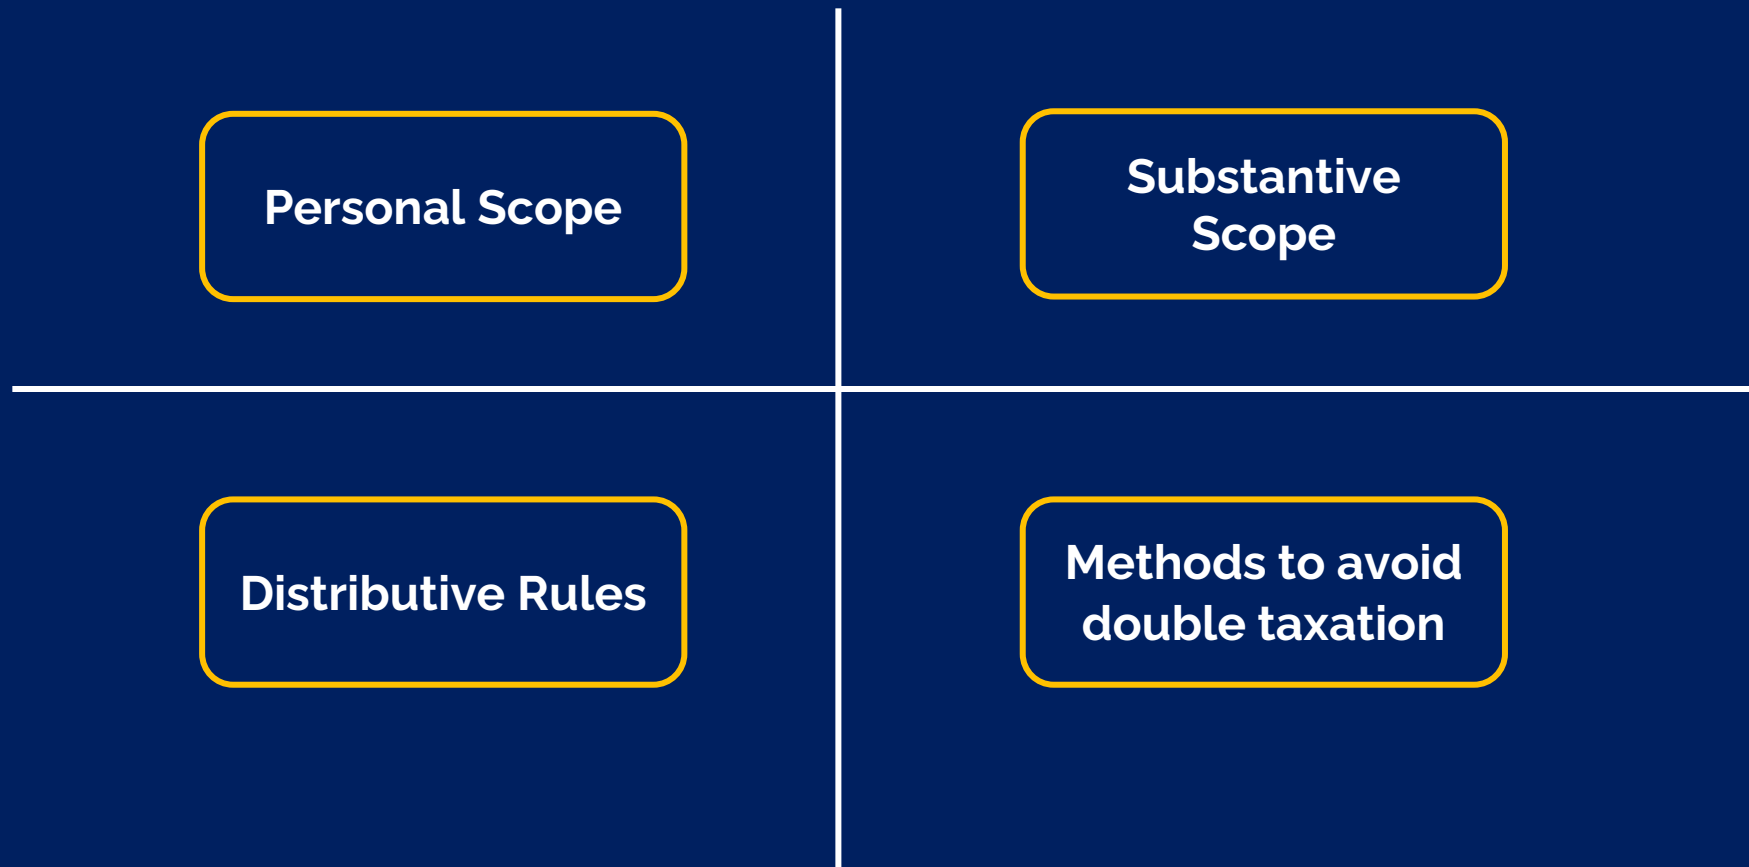 Personal Scope
Substantive
Scope
Distributive Rules
Methods to avoid
double taxation